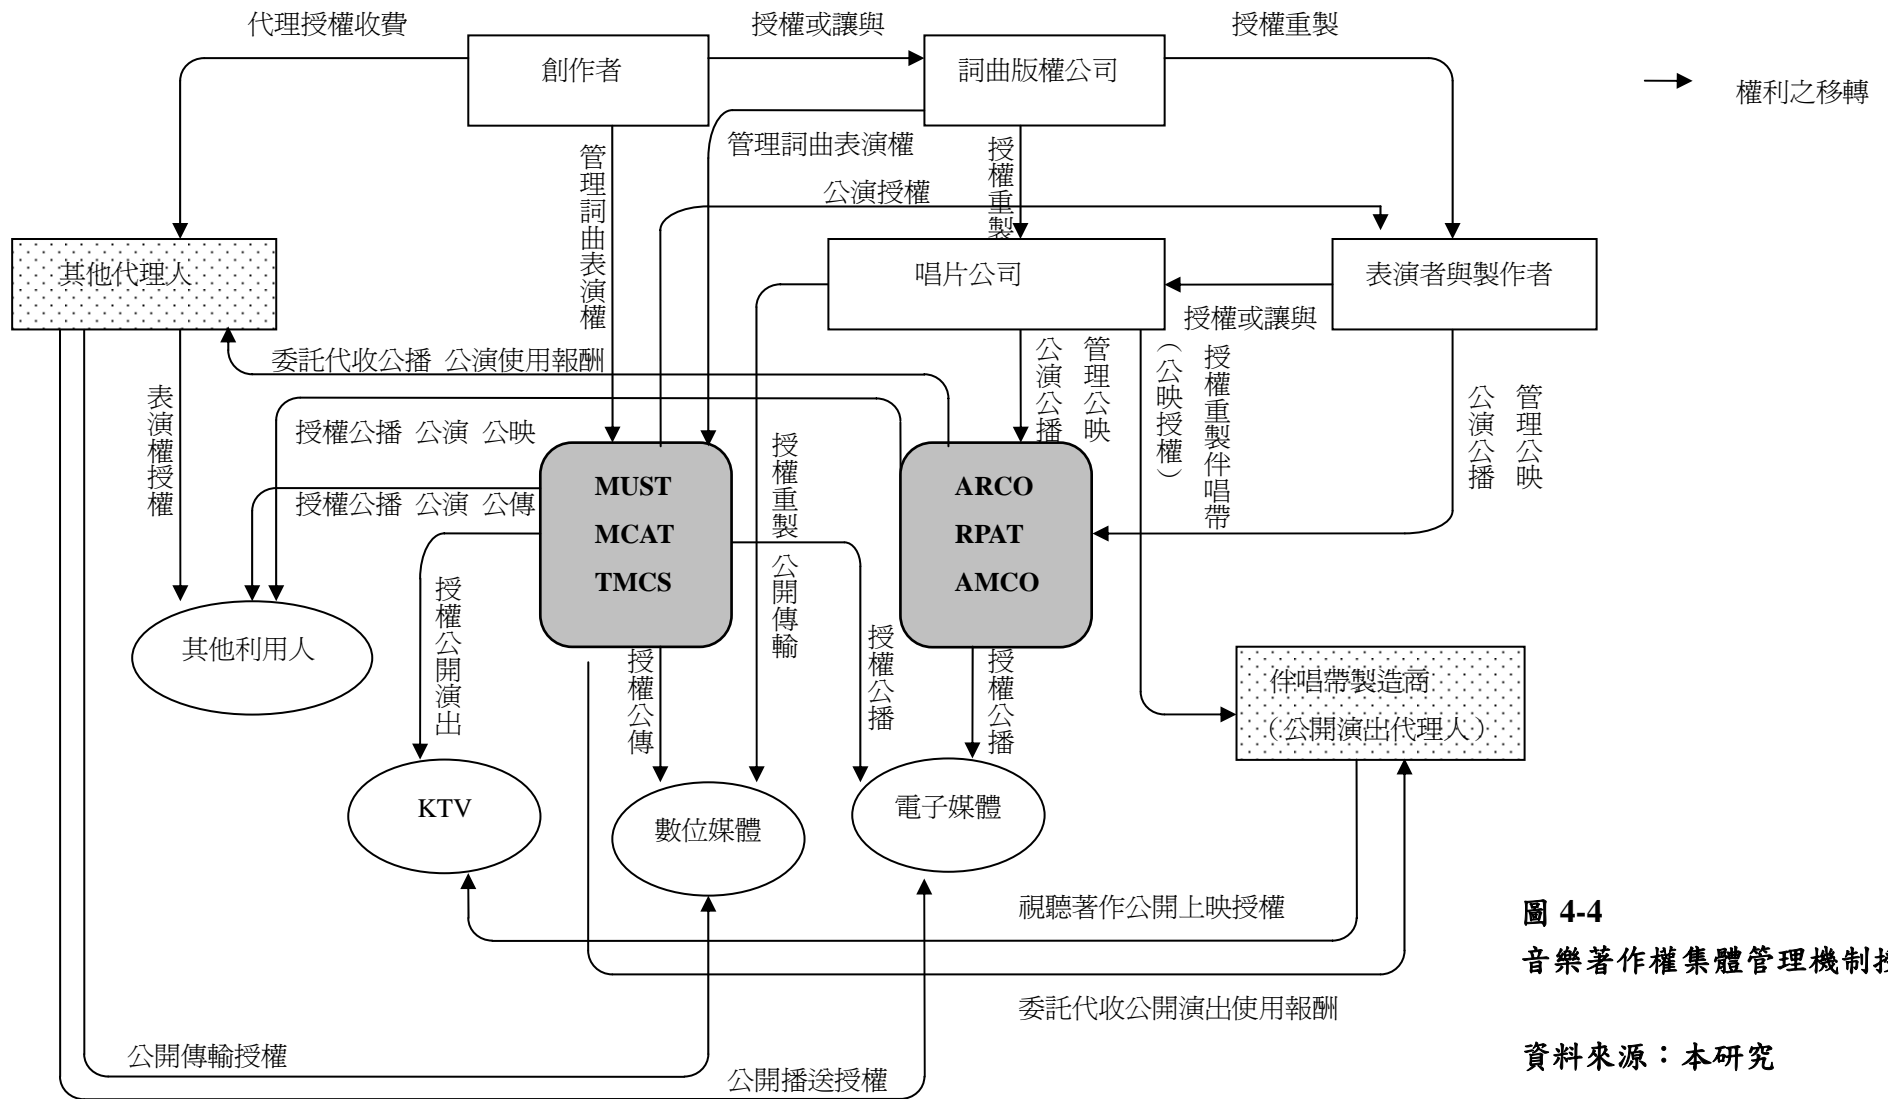 代理授權收費
授權或讓與
授權重製
創作者
詞曲版權公司
權利之移轉
管理詞曲表演權
管理詞曲表演權
授權重製
公演授權
其他代理人
唱片公司
表演者與製作者
授權或讓與
委託代收公播 公演使用報酬
公演公播
管理公映
（公映授權）
授權重製伴唱帶
公演公播
管理公映
表演權授權
授權公播 公演 公映
授權公播 公演 公傳
MUST
MCAT
TMCS
授權重製 公開傳輸
ARCO
RPAT
AMCO
授權公開演出
其他利用人
授權公傳
授權公播
授權公播
伴唱帶製造商
（公開演出代理人）
KTV
數位媒體
電子媒體
視聽著作公開上映授權
圖 4-4
音樂著作權集體管理機制
委託代收公開演出使用報酬
公開傳輸授權
公開播送授權
資料來源：本研究